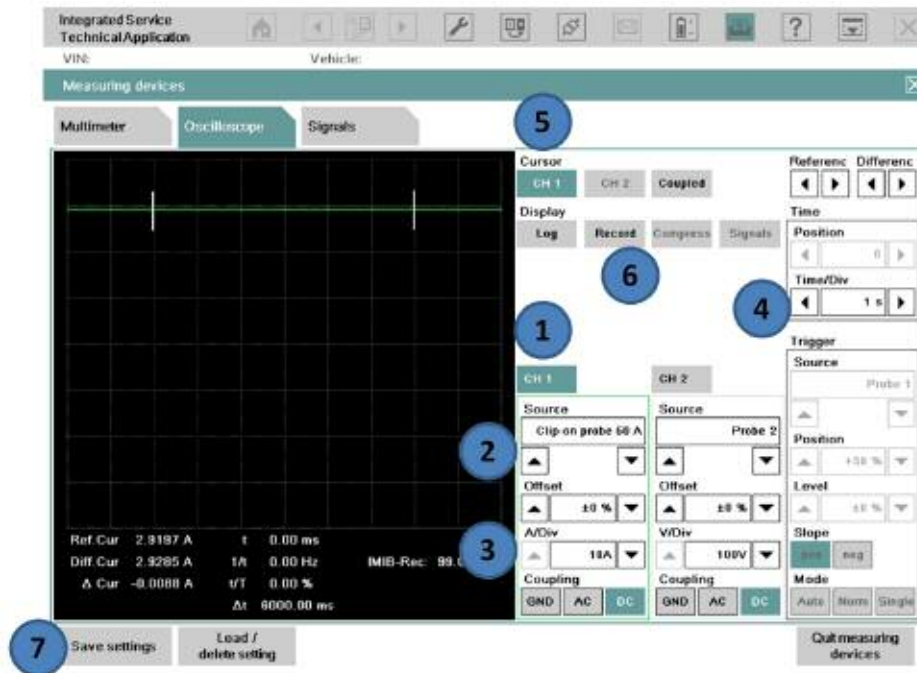 Integrated Service
Technical Application
VIN: Vehicle:
Measuring devices
Multimeter Oscilloscope Signals
5
Cursor Referenc Differenc
CH 1 CH 2 Coupled
Display Time
Log Record Compress Signals Position
0
6
Time/Div
4 1 s
1
Trigger
CH 1 CH 2 Source
Probe 1
Source Source
Clip on probe 60 A Probe 2
2 Position
+30 %
Offset Offset Level
±0 % ±0 % ±0 %
Ref.Cur 2.9197 A t 0.00 ms
3 A/Div V/Div Slope
Diff.Cur 2.9285 A 1/t 0.00 Hz IMIB-Rec: 99.
10A 100V pos neg
Δ Cur -0.0088 A t/T 0.00 %
Coupling Coupling Mode
Δt 6000.00 ms GND AC DC GND AC DC Auto Norm Single
7 Save settings Load /
delete setting Quit measuring
devices